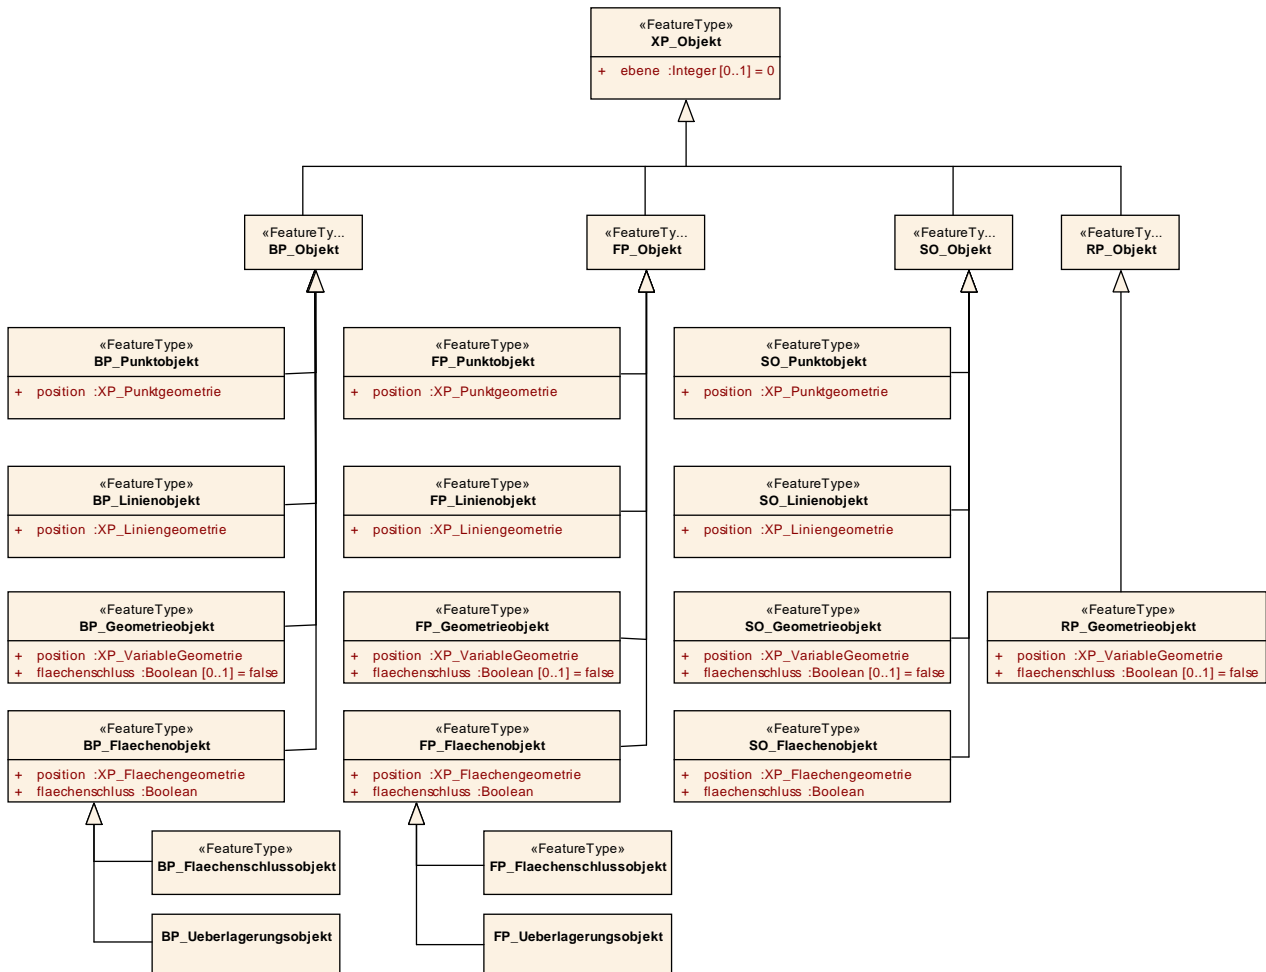 «FeatureType»
XP_Objekt
+ ebene :Integer [0..1] = 0
«FeatureTy...
BP_Objekt
«FeatureTy...
FP_Objekt
«FeatureTy...
SO_Objekt
«FeatureTy...
RP_Objekt
«FeatureType»
BP_Punktobjekt
+ position :XP_Punktgeometrie
«FeatureType»
FP_Punktobjekt
+ position :XP_Punktgeometrie
«FeatureType»
SO_Punktobjekt
+ position :XP_Punktgeometrie
«FeatureType»
BP_Linienobjekt
+ position :XP_Liniengeometrie
«FeatureType»
FP_Linienobjekt
+ position :XP_Liniengeometrie
«FeatureType»
SO_Linienobjekt
+ position :XP_Liniengeometrie
«FeatureType»
BP_Geometrieobjekt
+ position :XP_VariableGeometrie
+ flaechenschluss :Boolean [0..1] = false
«FeatureType»
FP_Geometrieobjekt
+ position :XP_VariableGeometrie
+ flaechenschluss :Boolean [0..1] = false
«FeatureType»
SO_Geometrieobjekt
+ position :XP_VariableGeometrie
+ flaechenschluss :Boolean [0..1] = false
«FeatureType»
RP_Geometrieobjekt
+ position :XP_VariableGeometrie
+ flaechenschluss :Boolean [0..1] = false
«FeatureType»
BP_Flaechenobjekt
+ position :XP_Flaechengeometrie
+ flaechenschluss :Boolean
«FeatureType»
FP_Flaechenobjekt
+ position :XP_Flaechengeometrie
+ flaechenschluss :Boolean
«FeatureType»
SO_Flaechenobjekt
+ position :XP_Flaechengeometrie
+ flaechenschluss :Boolean
«FeatureType»
BP_Flaechenschlussobjekt
«FeatureType»
FP_Flaechenschlussobjekt
BP_Ueberlagerungsobjekt
FP_Ueberlagerungsobjekt